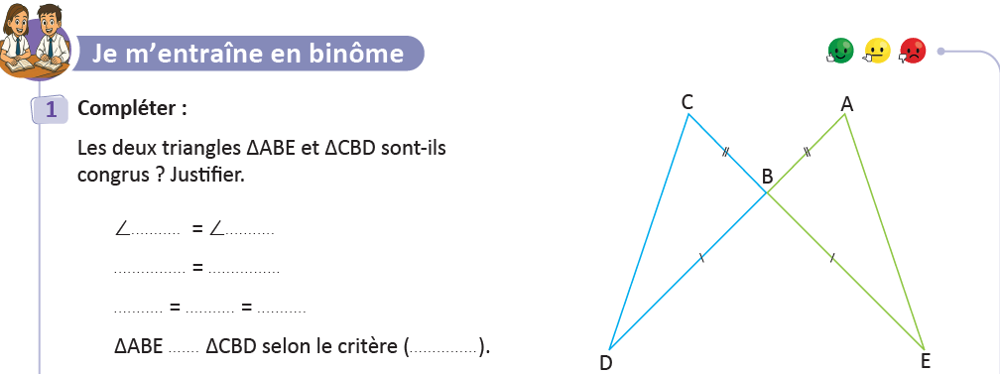 Je m’entraîne en binôme
1 Compléter :
Les deux triangles ΔABE et ΔCBD sont-ils
congrus ? Justifier.
∠........... = ∠...........
................ = ................
........... = ........... = ...........
ΔABE ....... ΔCBD selon le critère (...............).
C
A
B
D
E